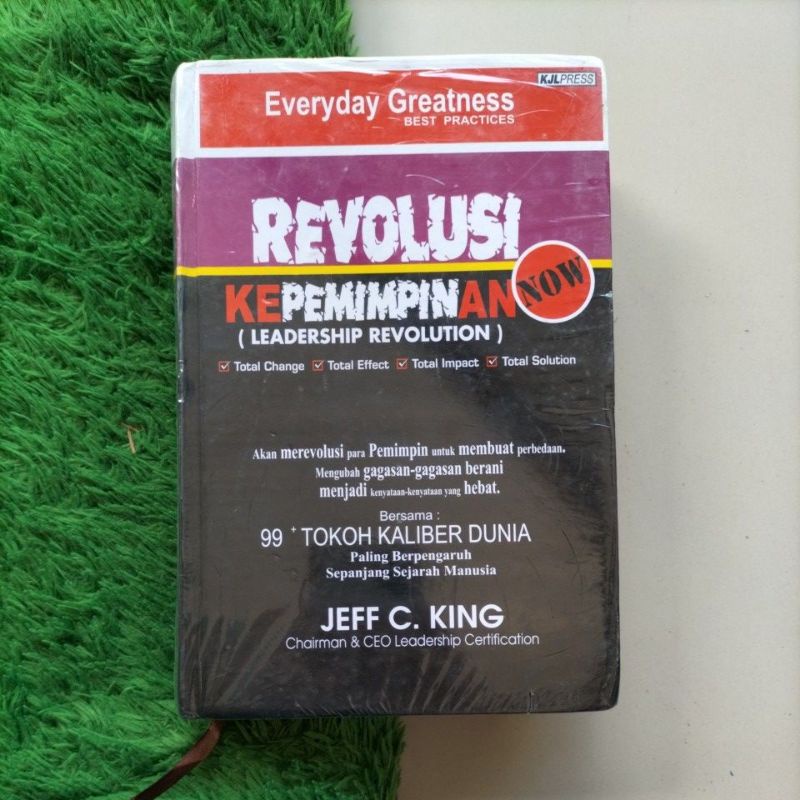 KJLPRESS
Everyday Greatness
BEST PRACTICES
REVOLUSI
KEPEMIMPINAN
NOW
( LEADERSHIP REVOLUTION )
Total Change Total Effect Total Impact Total Solution
Akan merevolusi para Pemimpin untuk membuat perbedaan.
Mengubah gagasan-gagasan berani
menjadi kenyataan-kenyataan yang hebat.
Bersama :
99 + TOKOH KALIBER DUNIA
Paling Berpengaruh
Sepanjang Sejarah Manusia
JEFF C. KING
Chairman & CEO Leadership Certification